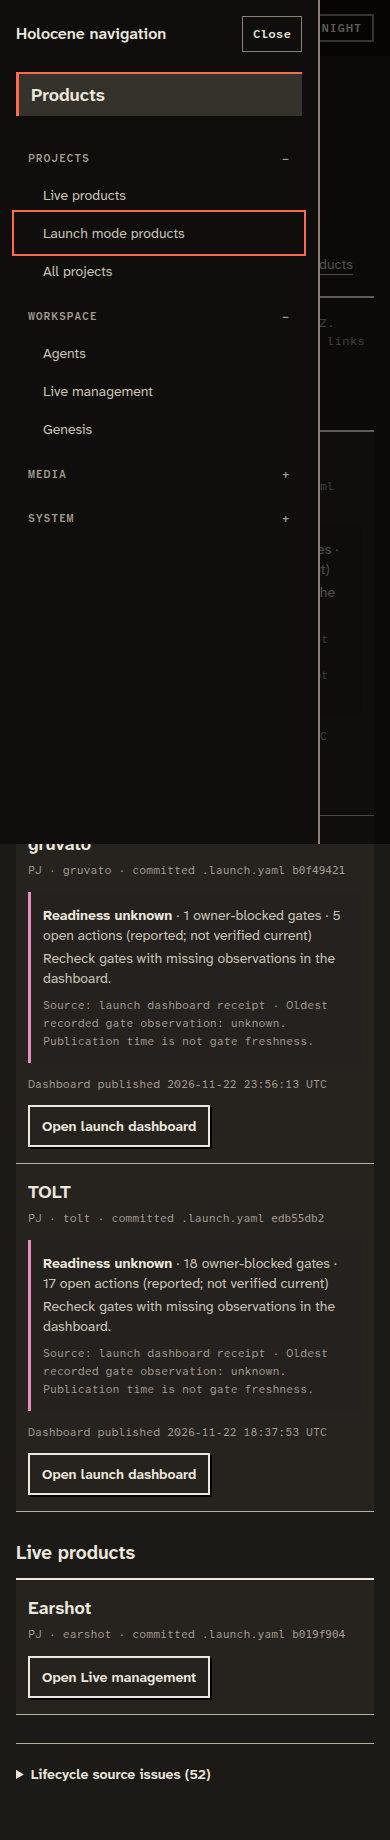 Holocene navigation
Close
NIGHT
Products
PROJECTS −
Live products
Launch mode products
All projects
ducts
WORKSPACE −
Z.
links
Agents
Live management
Genesis
MEDIA +
ml
SYSTEM +
es ·
t)
he
t
ot
C
gruvato
PJ · gruvato · committed .launch.yaml b0f49421
Readiness unknown · 1 owner-blocked gates · 5
open actions (reported; not verified current)
Recheck gates with missing observations in the
dashboard.
Source: launch dashboard receipt · Oldest
recorded gate observation: unknown.
Publication time is not gate freshness.
Dashboard published 2026-11-22 23:56:13 UTC
Open launch dashboard
TOLT
PJ · tolt · committed .launch.yaml edb55db2
Readiness unknown · 18 owner-blocked gates ·
17 open actions (reported; not verified current)
Recheck gates with missing observations in the
dashboard.
Source: launch dashboard receipt · Oldest
recorded gate observation: unknown.
Publication time is not gate freshness.
Dashboard published 2026-11-22 18:37:53 UTC
Open launch dashboard
Live products
Earshot
PJ · earshot · committed .launch.yaml b019f904
Open Live management
▶ Lifecycle source issues (52)